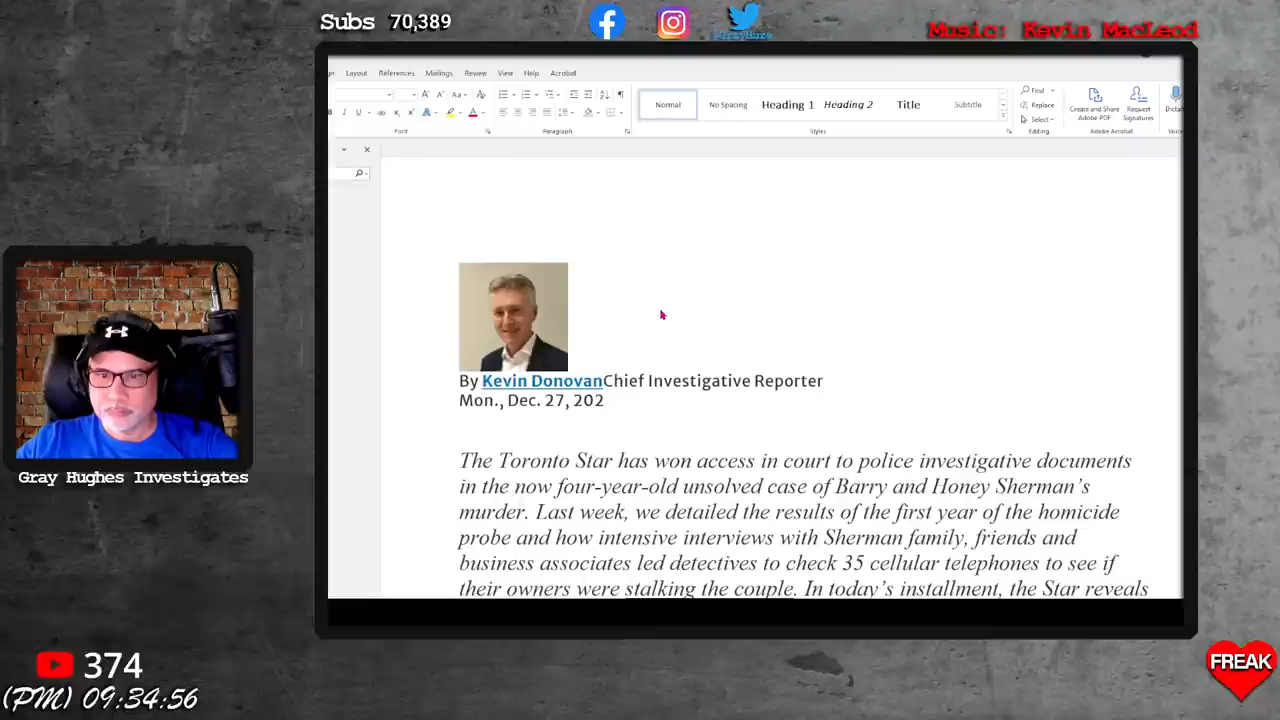 Subs 70,389
Music: Kevin MacLeod
Layout References Mailings Review View Help Acrobat
Normal No Spacing Heading 1 Heading 2 Title Subtitle
Find
Replace
Select
Create and Share Adobe PDF
Request Signatures
Font Paragraph Styles Editing Adobe Acrobat
By Kevin DonovanChief Investigative Reporter
Mon., Dec. 27, 202
The Toronto Star has won access in court to police investigative documents
in the now four-year-old unsolved case of Barry and Honey Sherman’s
murder. Last week, we detailed the results of the first year of the homicide
probe and how intensive interviews with Sherman family, friends and
business associates led detectives to check 35 cellular telephones to see if
their owners were stalking the couple. In today’s installment, the Star reveals
Gray Hughes Investigates
374
(PM) 09:34:56
FREAK